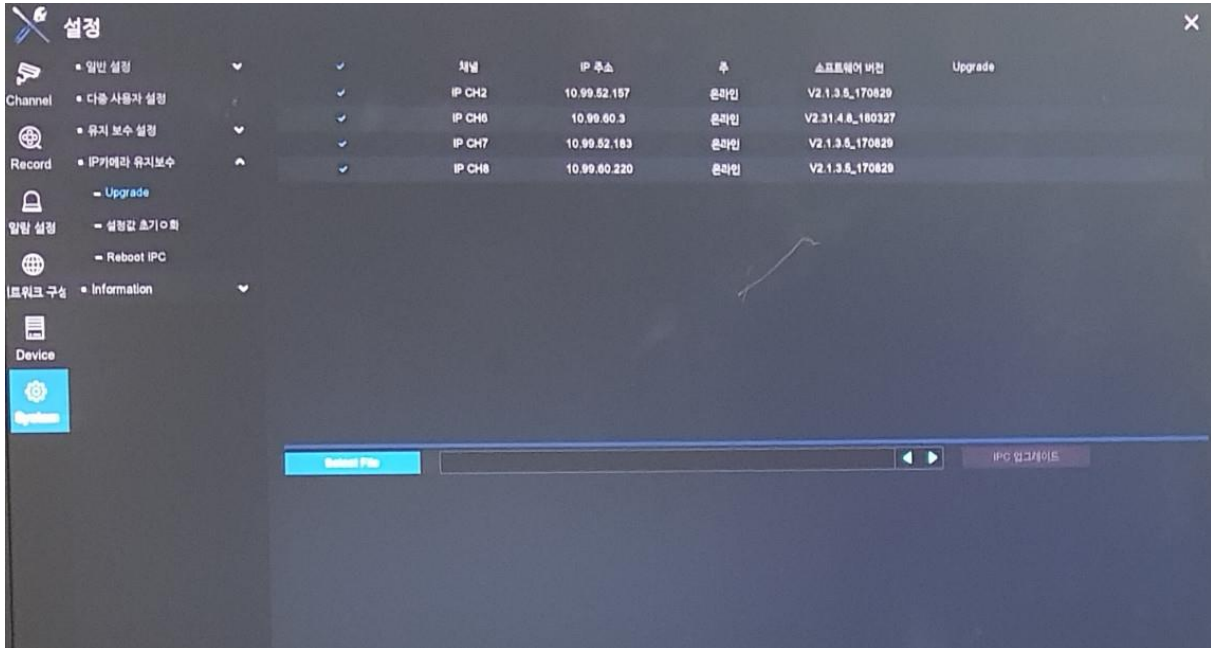 설정
Channel
Record
알람 설정
트워크 구성
Device
System
일반 설정
다중 사용자 설정
유지 보수 설정
IP카메라 유지보수
Upgrade
설정값 초기ㅇ화
Reboot IPC
Information
채널 IP 주소 주 소프트웨어 버전 Upgrade
IP CH2 10.99.52.157 온라인 V2.1.3.5_170829
IP CH6 10.99.60.3 온라인 V2.31.4.8_180327
IP CH7 10.99.52.183 온라인 V2.1.3.5_170829
IP CH8 10.99.60.220 온라인 V2.1.3.5_170829
Select File
IPC 업그레이드